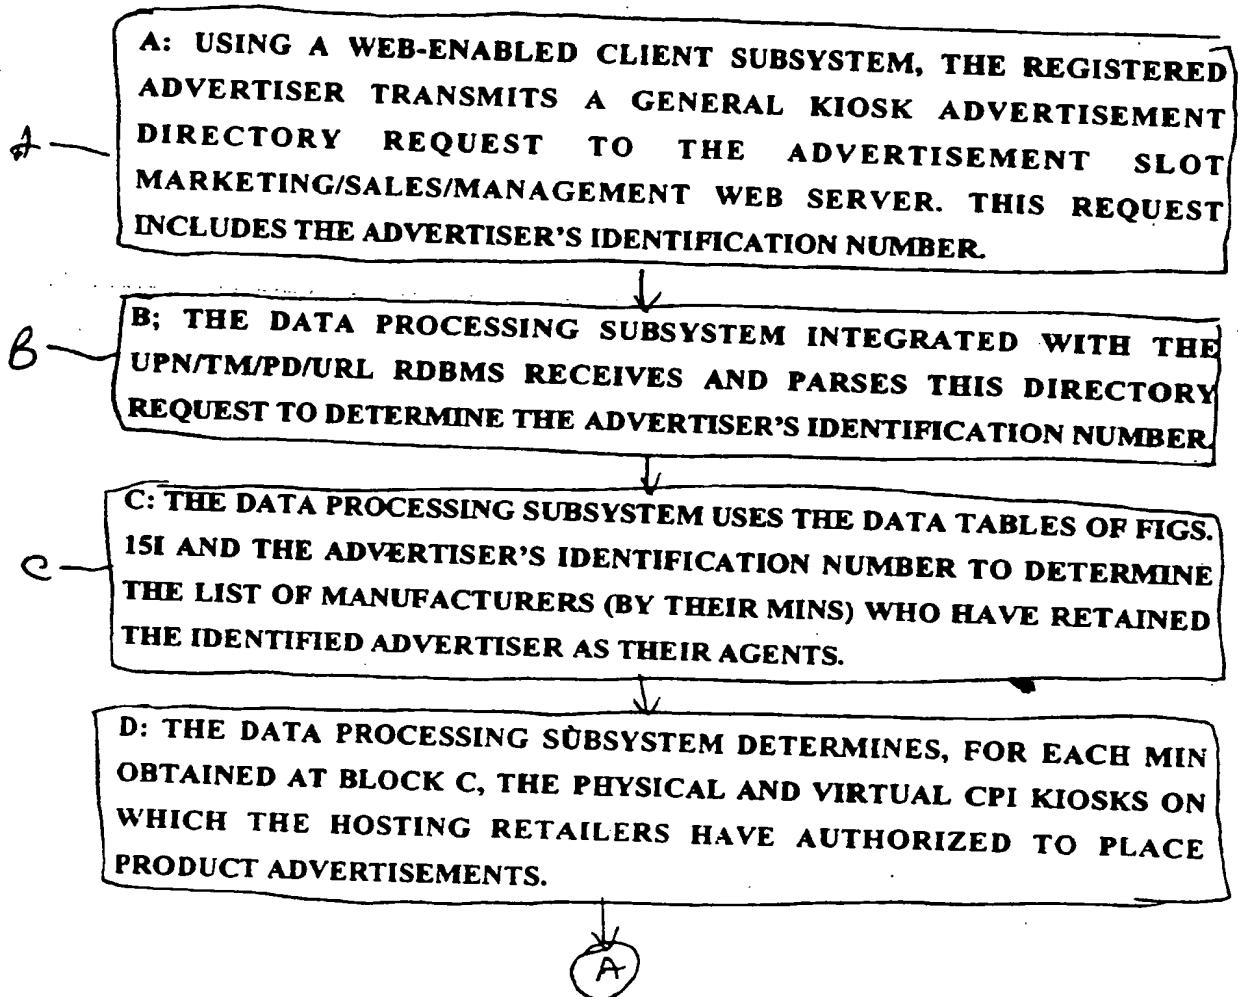 A: USING A WEB-ENABLED CLIENT SUBSYSTEM, THE REGISTERED
ADVERTISER TRANSMITS A GENERAL KIOSK ADVERTISEMENT
DIRECTORY REQUEST TO THE ADVERTISEMENT SLOT
MARKETING/SALES/MANAGEMENT WEB SERVER. THIS REQUEST
INCLUDES THE ADVERTISER'S IDENTIFICATION NUMBER.
A
B; THE DATA PROCESSING SUBSYSTEM INTEGRATED WITH THE
UPN/TM/PD/URL RDBMS RECEIVES AND PARSES THIS DIRECTORY
REQUEST TO DETERMINE THE ADVERTISER'S IDENTIFICATION NUMBER.
B
C: THE DATA PROCESSING SUBSYSTEM USES THE DATA TABLES OF FIGS.
15I AND THE ADVERTISER'S IDENTIFICATION NUMBER TO DETERMINE
THE LIST OF MANUFACTURERS (BY THEIR MINS) WHO HAVE RETAINED
THE IDENTIFIED ADVERTISER AS THEIR AGENTS.
C
D: THE DATA PROCESSING SUBSYSTEM DETERMINES, FOR EACH MIN
OBTAINED AT BLOCK C, THE PHYSICAL AND VIRTUAL CPI KIOSKS ON
WHICH THE HOSTING RETAILERS HAVE AUTHORIZED TO PLACE
PRODUCT ADVERTISEMENTS.
A